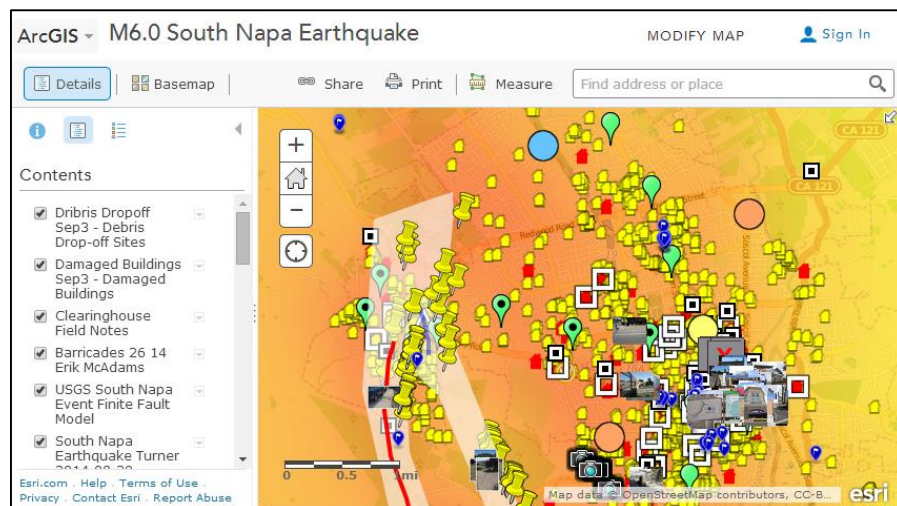 ArcGIS - M6.0 South Napa Earthquake
MODIFY MAP
Sign In
Details
Basemap
Share
Print
Measure
Find address or place
Contents
Dribris Dropoff
Sep3 - Debris
Drop-off Sites
Damaged Buildings
Sep3 - Damaged
Buildings
Clearinghouse
Field Notes
Barricades 26 14
Erik McAdams
USGS South Napa
Event Finite Fault
Model
South Napa
Earthquake Turner
Esri.com . Help . Terms of Use .
Privacy . Contact Esri . Report Abuse
+
−
CA 121
CA 121
Redwood Road
Soscol Avenue
X
0 0.5 1mi
Map data © OpenStreetMap contributors, CC-B...
esri